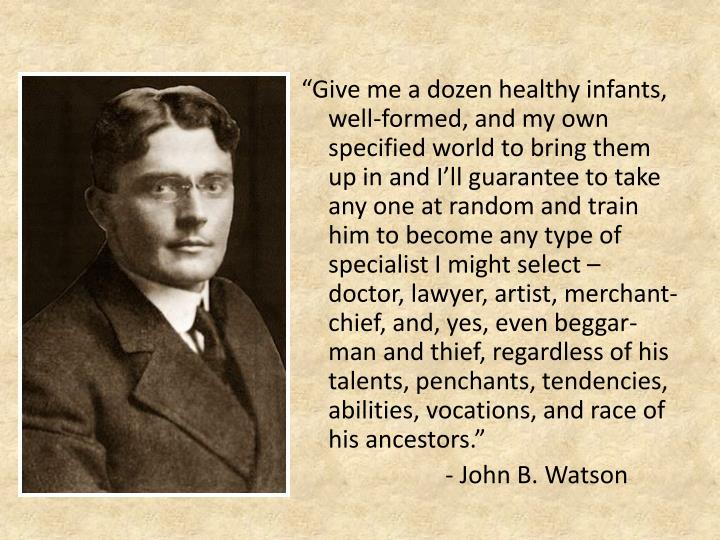 “Give me a dozen healthy infants,
well-formed, and my own
specified world to bring them
up in and I’ll guarantee to take
any one at random and train
him to become any type of
specialist I might select –
doctor, lawyer, artist, merchant-
chief, and, yes, even beggar-
man and thief, regardless of his
talents, penchants, tendencies,
abilities, vocations, and race of
his ancestors.”
- John B. Watson